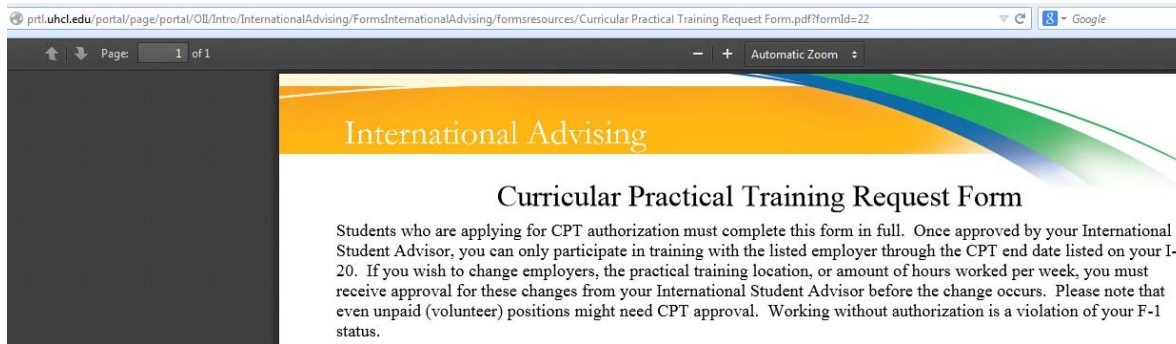 prtl.uhcl.edu/portal/page/portal/OII/Intro/InternationalAdvising/FormsInternationalAdvising/formsresources/Curricular Practical Training Request Form.pdf?formId=22
8 Google
Page: 1 of 1
Automatic Zoom
International Advising
Curricular Practical Training Request Form
Students who are applying for CPT authorization must complete this form in full. Once approved by your International
Student Advisor, you can only participate in training with the listed employer through the CPT end date listed on your I-
20. If you wish to change employers, the practical training location, or amount of hours worked per week, you must
receive approval for these changes from your International Student Advisor before the change occurs. Please note that
even unpaid (volunteer) positions might need CPT approval. Working without authorization is a violation of your F-1
status.